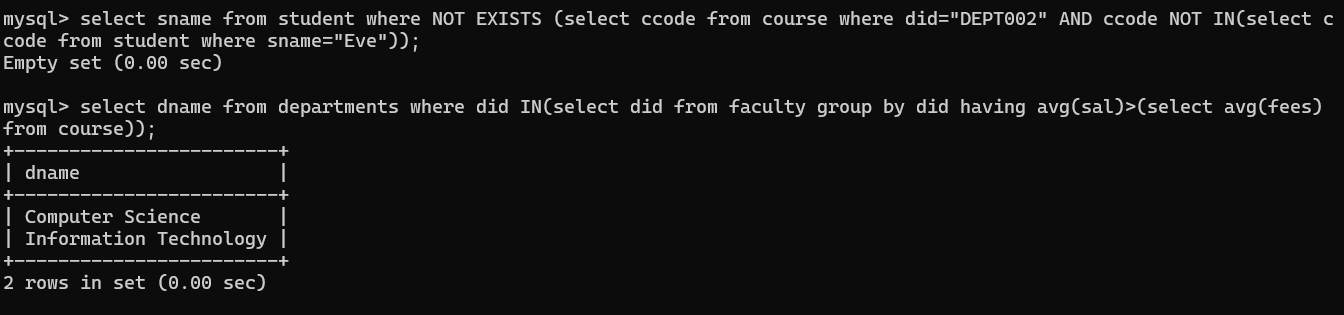 mysql> select sname from student where NOT EXISTS (select ccode from course where did="DEPT002" AND ccode NOT IN(select c
code from student where sname="Eve"));
Empty set (0.00 sec)
mysql> select dname from departments where did IN(select did from faculty group by did having avg(sal)>(select avg(fees)
from course));
+------------------------+
| dname                  |
+------------------------+
| Computer Science       |
| Information Technology |
+------------------------+
2 rows in set (0.00 sec)